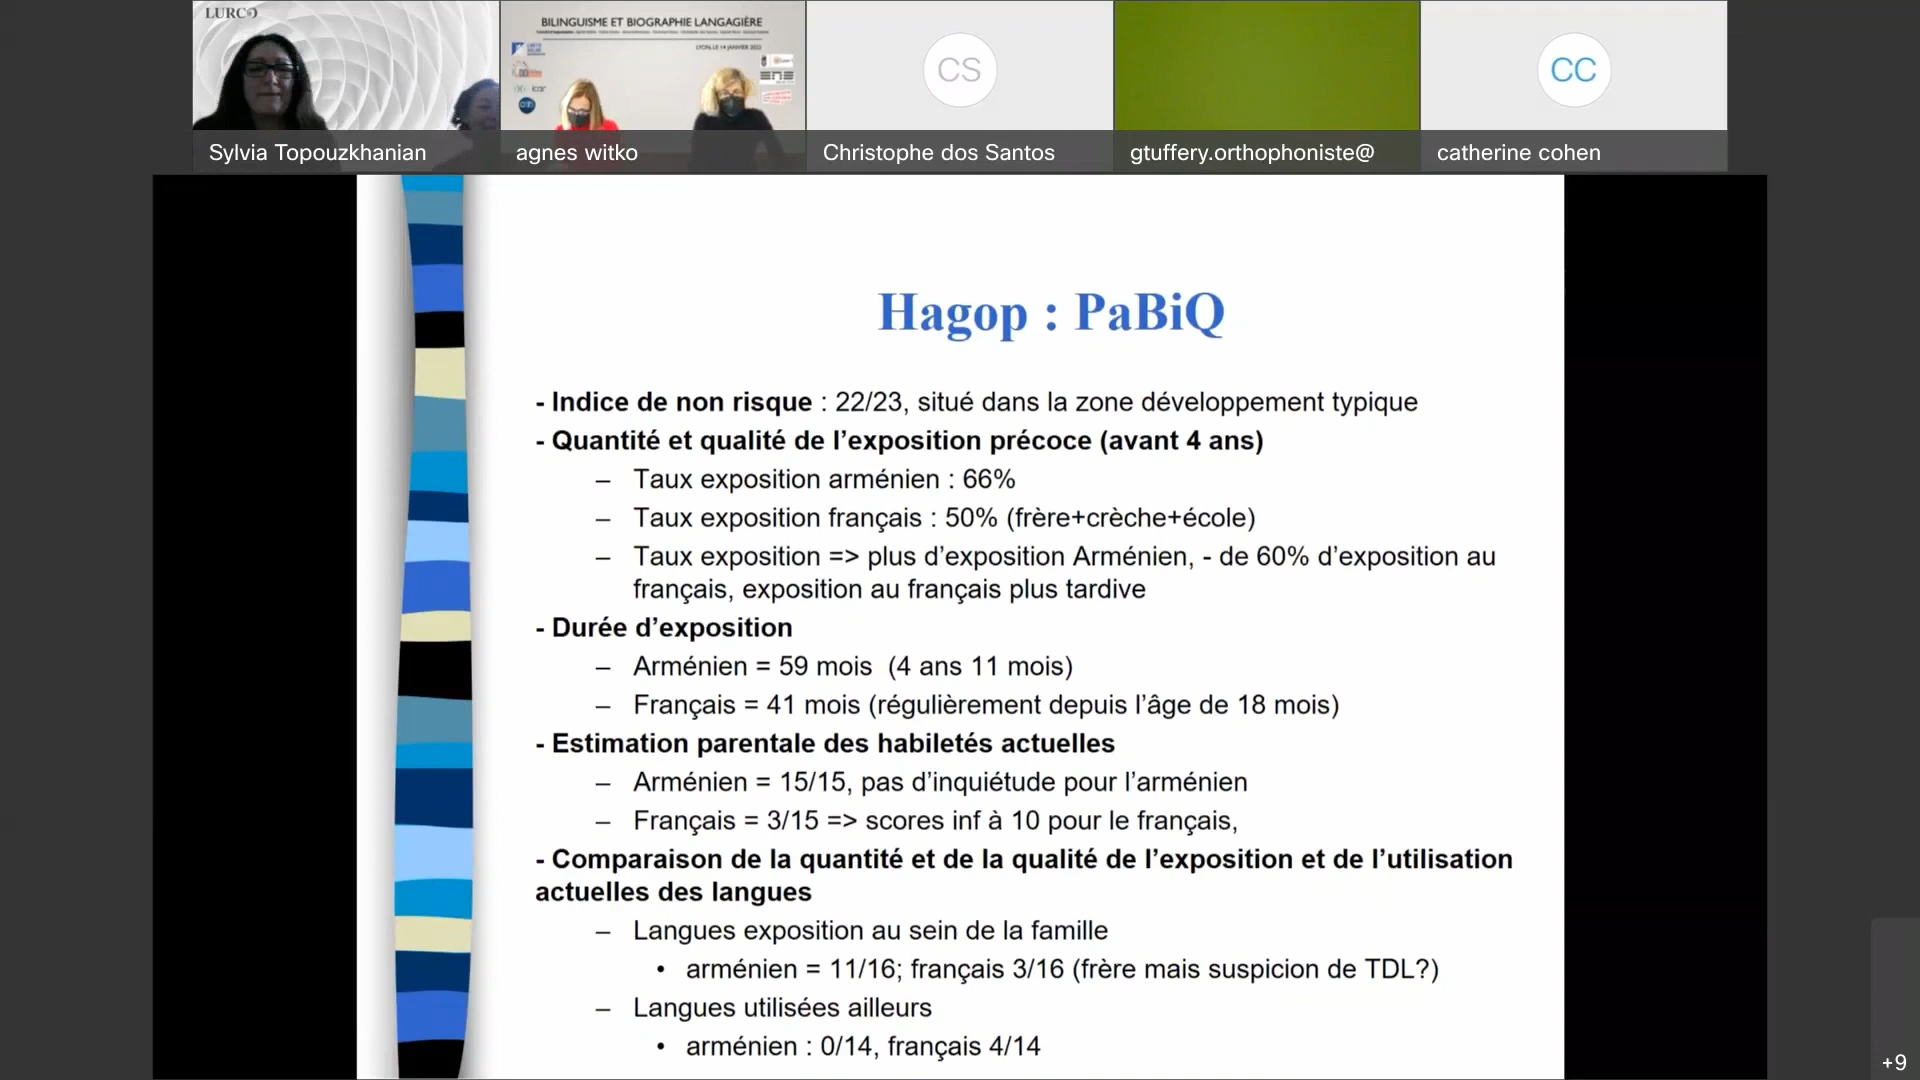 LURCO
BILINGUISME ET BIOGRAPHIE LANGAGIÈRE
LYON, LE 14 JANVIER 2022
icar
CS
CC
Sylvia Topouzkhanian
agnes witko
Christophe dos Santos
gtuffery.orthophoniste@
catherine cohen
Hagop : PaBiQ
- Indice de non risque : 22/23, situé dans la zone développement typique
- Quantité et qualité de l’exposition précoce (avant 4 ans)
– Taux exposition arménien : 66%
– Taux exposition français : 50% (frère+crèche+école)
– Taux exposition => plus d’exposition Arménien, - de 60% d’exposition au
français, exposition au français plus tardive
- Durée d’exposition
– Arménien = 59 mois (4 ans 11 mois)
– Français = 41 mois (régulièrement depuis l’âge de 18 mois)
- Estimation parentale des habiletés actuelles
– Arménien = 15/15, pas d’inquiétude pour l’arménien
– Français = 3/15 => scores inf à 10 pour le français,
- Comparaison de la quantité et de la qualité de l’exposition et de l’utilisation
actuelles des langues
– Langues exposition au sein de la famille
• arménien = 11/16; français 3/16 (frère mais suspicion de TDL?)
– Langues utilisées ailleurs
• arménien : 0/14, français 4/14
+9